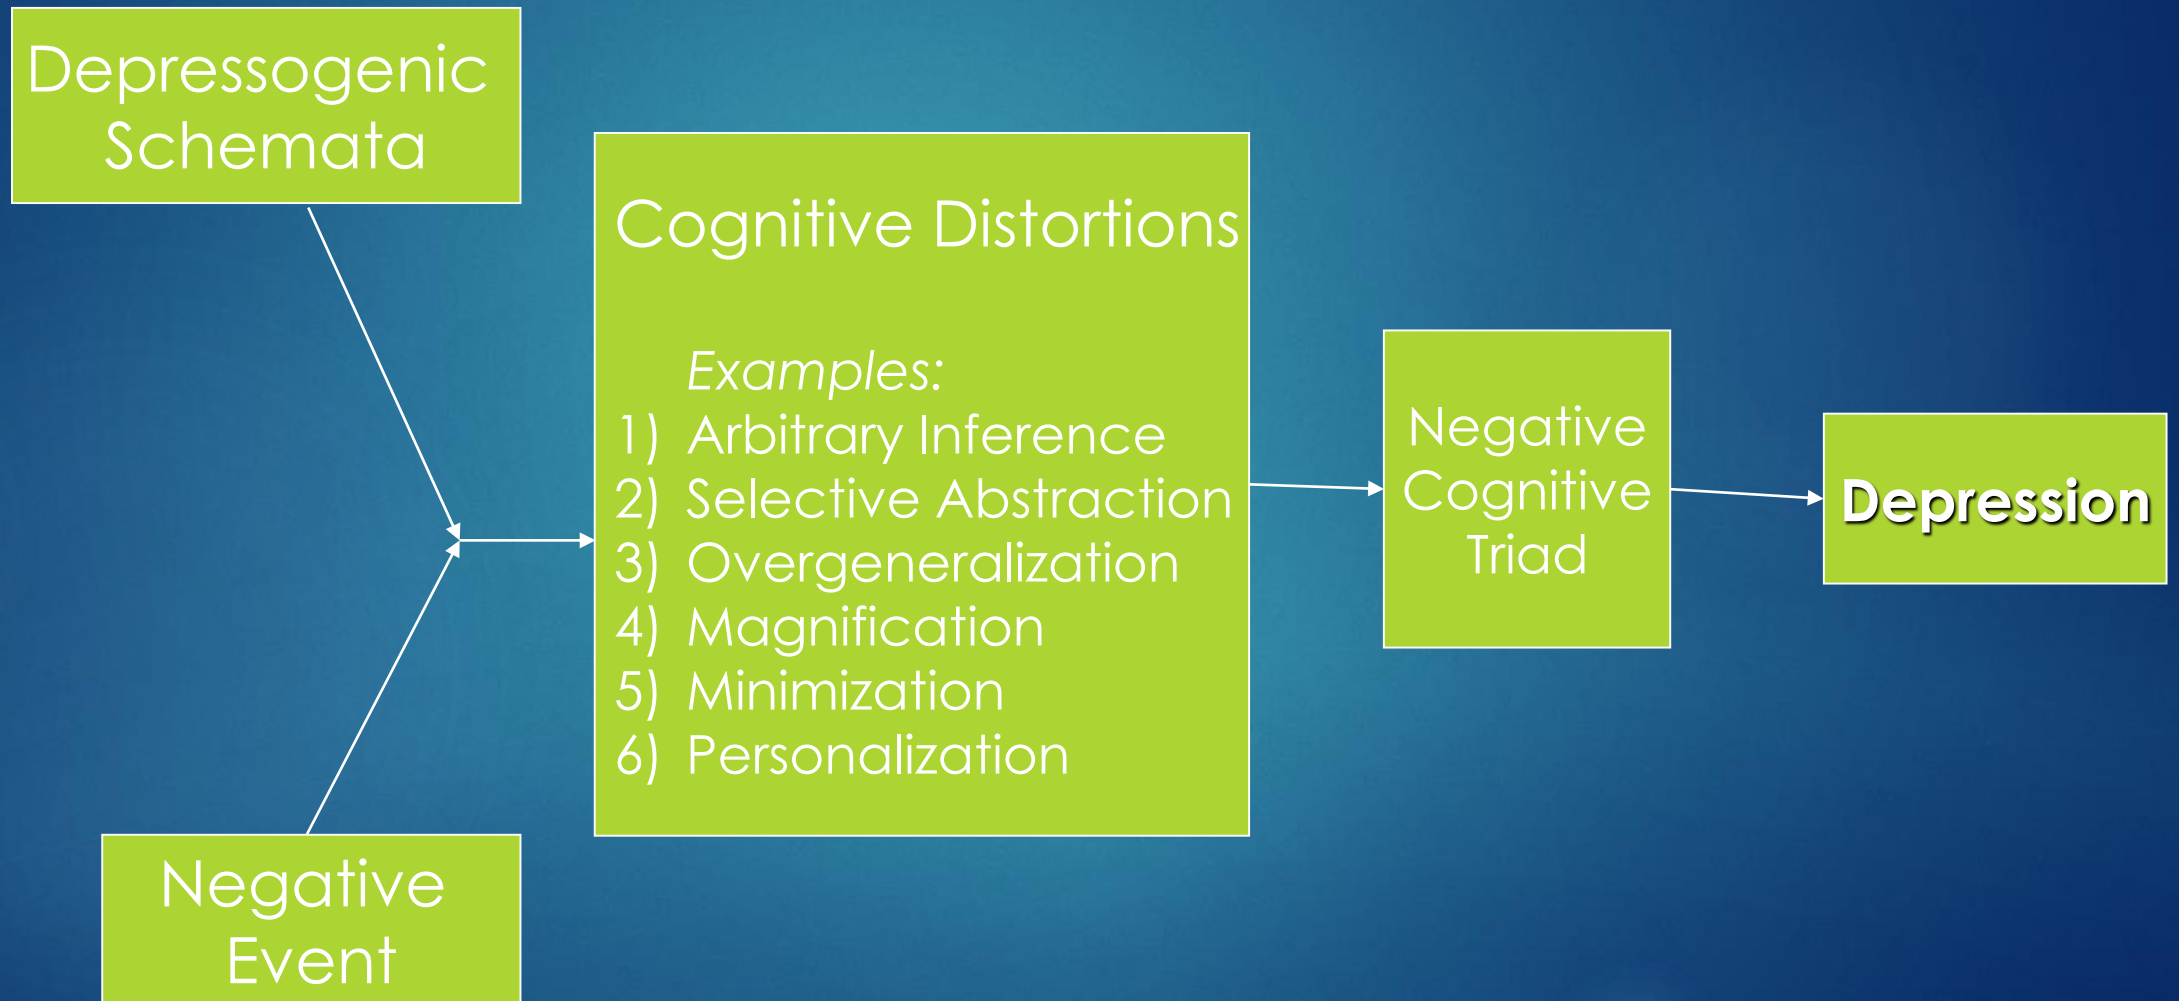 Depressogenic
Schemata
Cognitive Distortions
Examples:
1) Arbitrary Inference
2) Selective Abstraction
3) Overgeneralization
4) Magnification
5) Minimization
6) Personalization
Negative
Cognitive
Triad
Depression
Negative
Event